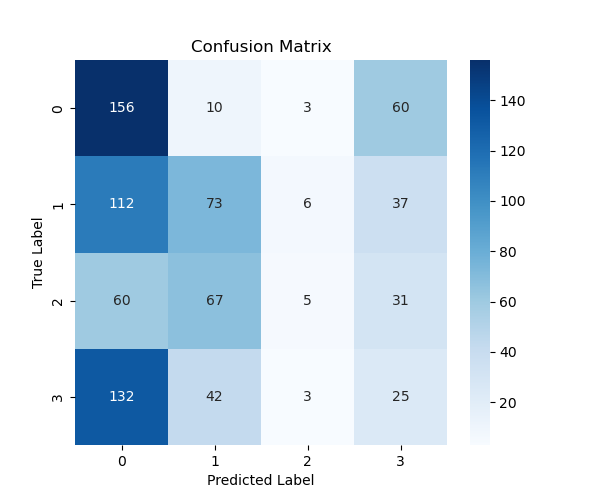 Confusion Matrix
True Label
0 156 10 3 60
1 112 73 6 37
2 60 67 5 31
3 132 42 3 25
0 1 2 3
Predicted Label
140
120
100
80
60
40
20